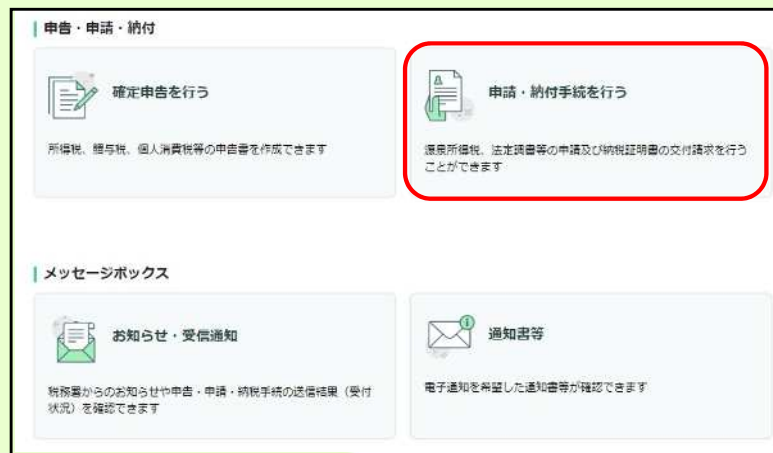 申告・申請・納付
確定申告を行う
所得税、贈与税、個人消費税等の申告書を作成できます
申請・納付手続を行う
源泉所得税、法定調書等の申請及び納税証明書の交付請求を行う
ことができます
メッセージボックス
お知らせ・受信通知
税務署からのお知らせや申告・申請・納税手続の送信結果（受付
状況）を確認できます
通知書等
電子通知を希望した通知書等が確認できます